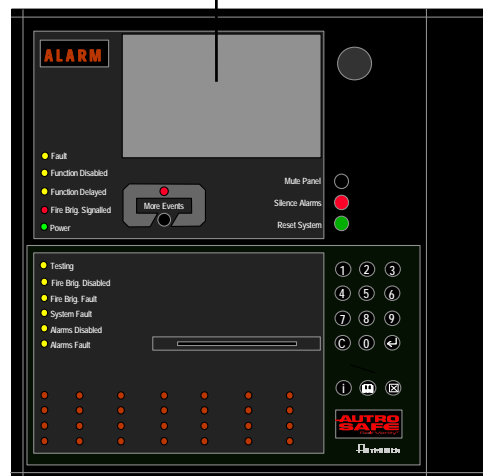 ALARM
Fault
Function Disabled
Function Delayed
Fire Brig. Signalled
Power
More Events
Mute Panel
Silence Alarms
Reset System
Testing
Fire Brig. Disabled
Fire Brig. Fault
System Fault
Alarms Disabled
Alarms Fault
1 2 3
4 5 6
7 8 9
C 0
i
AUTRO
SAFE